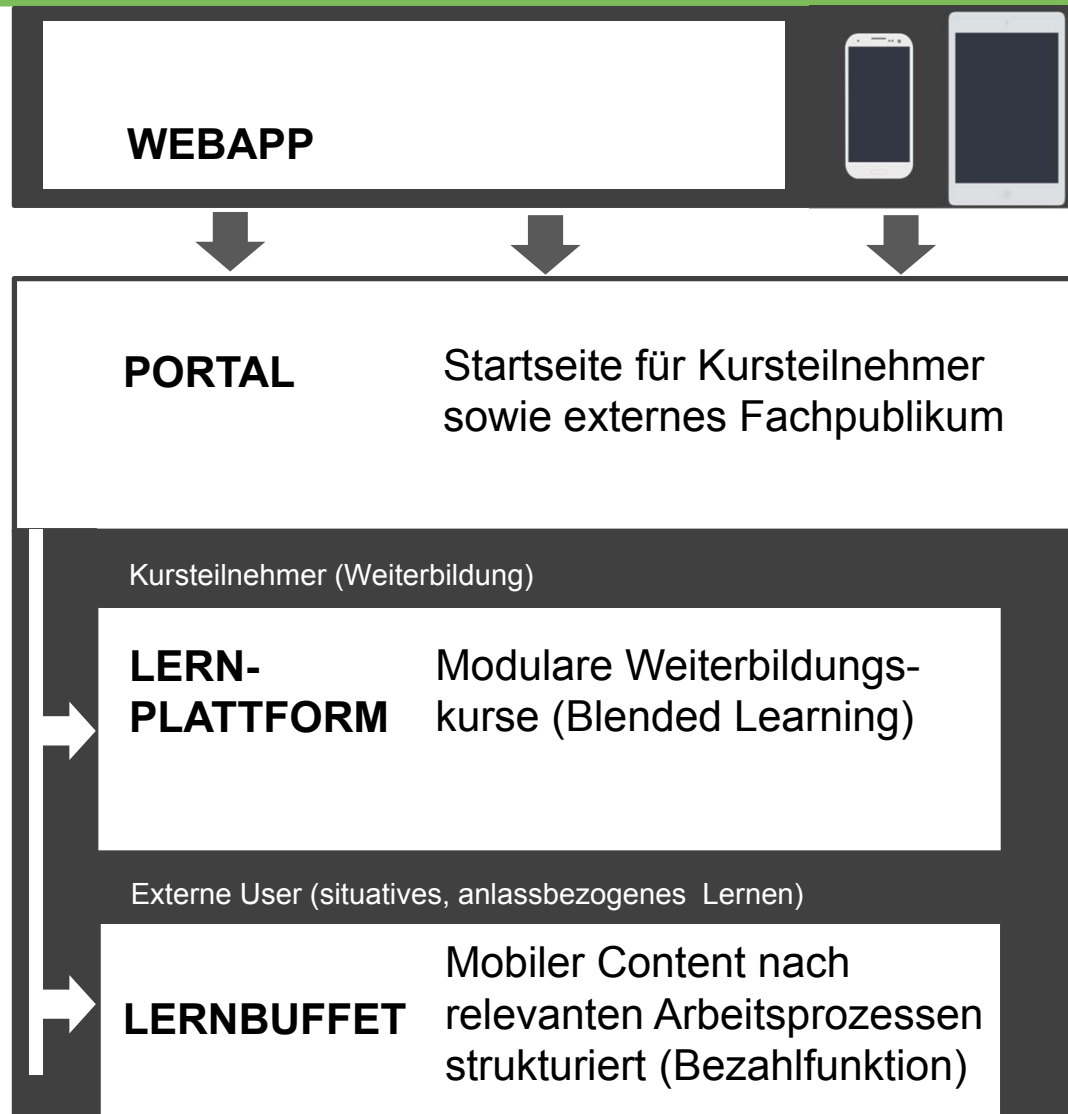 WEBAPP
PORTAL
Startseite für Kursteilnehmer
sowie externes Fachpublikum
Kursteilnehmer (Weiterbildung)
LERN-
PLATTFORM
Modulare Weiterbildungs-
kurse (Blended Learning)
Externe User (situatives, anlassbezogenes  Lernen)
LERNBUFFET
Mobiler Content nach
relevanten Arbeitsprozessen
strukturiert (Bezahlfunktion)